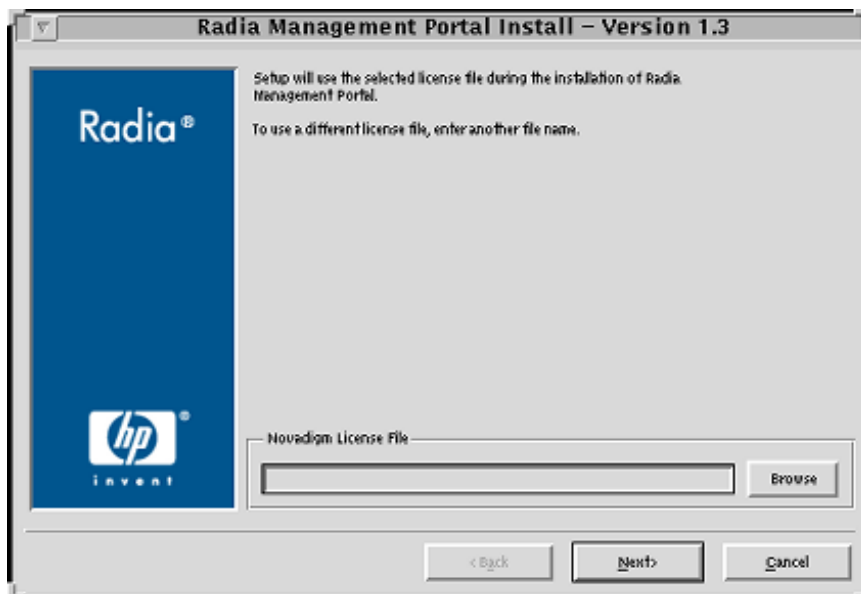 Radia Management Portal Install – Version 1.3
Radia®
Setup will use the selected license file during the installation of Radia
Management Portal.
To use a different license file, enter another file name.
hp®
invent
Novadigm License File
Browse
<Back
Next>
Cancel